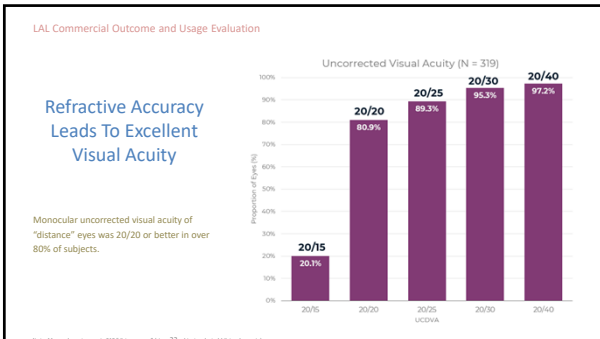 LAL Commercial Outcome and Usage Evaluation
Refractive Accuracy
Leads To Excellent
Visual Acuity
Monocular uncorrected visual acuity of
"distance" eyes was 20/20 or better in over
80% of subjects.
Uncorrected Visual Acuity (N = 319)
Proportion of Eyes (%)
100%
90%
80%
70%
60%
50%
40%
30%
20%
10%
0%
20/15
20.1%
20/20
80.9%
20/25
89.3%
20/30
95.3%
20/40
97.2%
20/15 20/20 20/25 20/30 20/40
UCDVA